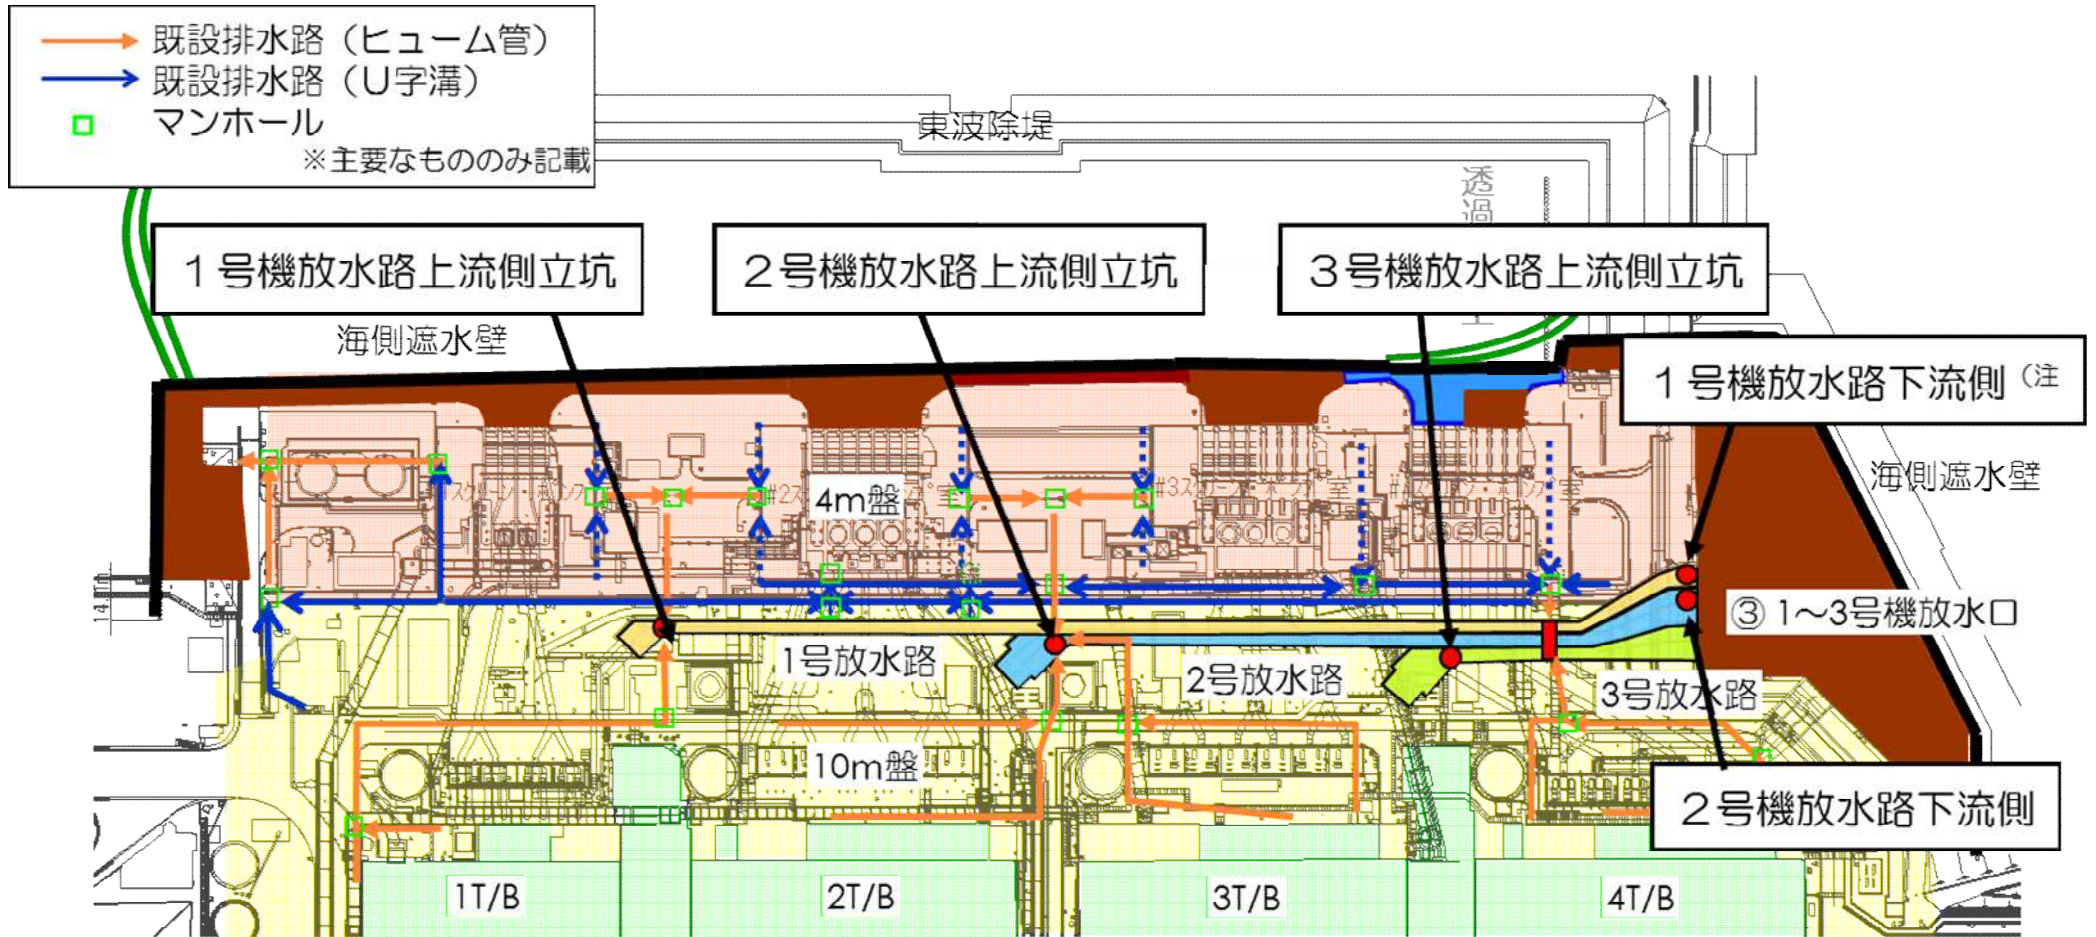 既設排水路（ヒューム管）
既設排水路（Ｕ字溝）
マンホール
※主要なもののみ記載
東波除堤
透過
１号機放水路上流側立坑
２号機放水路上流側立坑
３号機放水路上流側立坑
海側遮水壁
１号機放水路下流側（注
海側遮水壁
4m盤
③ 1～3号機放水口
1号放水路
2号放水路
3号放水路
10m盤
２号機放水路下流側
1T/B
2T/B
3T/B
4T/B